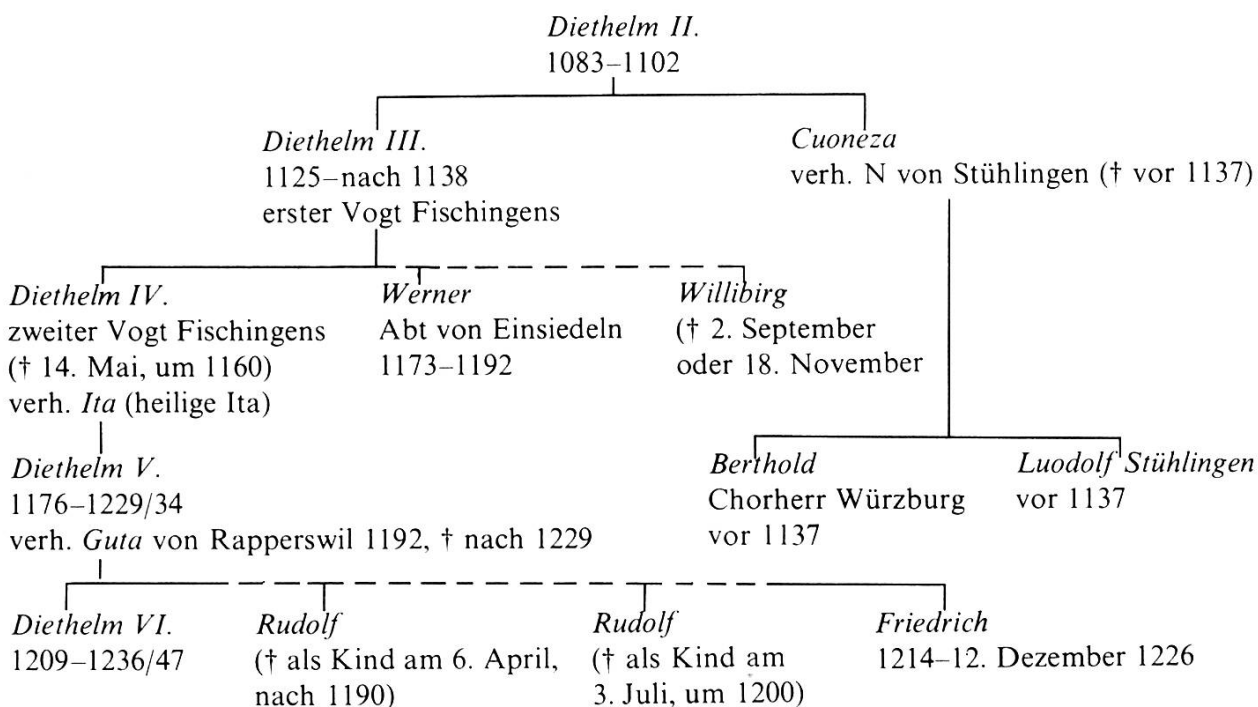 Diethelm II.
1083–1102
Diethelm III.
1125–nach 1138
erster Vogt Fischingens
Cuoneza
verh. N von Stühlingen († vor 1137)
Diethelm IV.
zweiter Vogt Fischingens
(† 14. Mai, um 1160)
verh. Ita (heilige Ita)
Werner
Abt von Einsiedeln
1173–1192
Willibirg
(† 2. September
oder 18. November
Diethelm V.
1176–1229/34
verh. Guta von Rapperswil 1192, † nach 1229
Berthold
Chorherr Würzburg
vor 1137
Luodolf Stühlingen
vor 1137
Diethelm VI.
1209–1236/47
Rudolf
(† als Kind am 6. April,
nach 1190)
Rudolf
(† als Kind am
3. Juli, um 1200)
Friedrich
1214–12. Dezember 1226